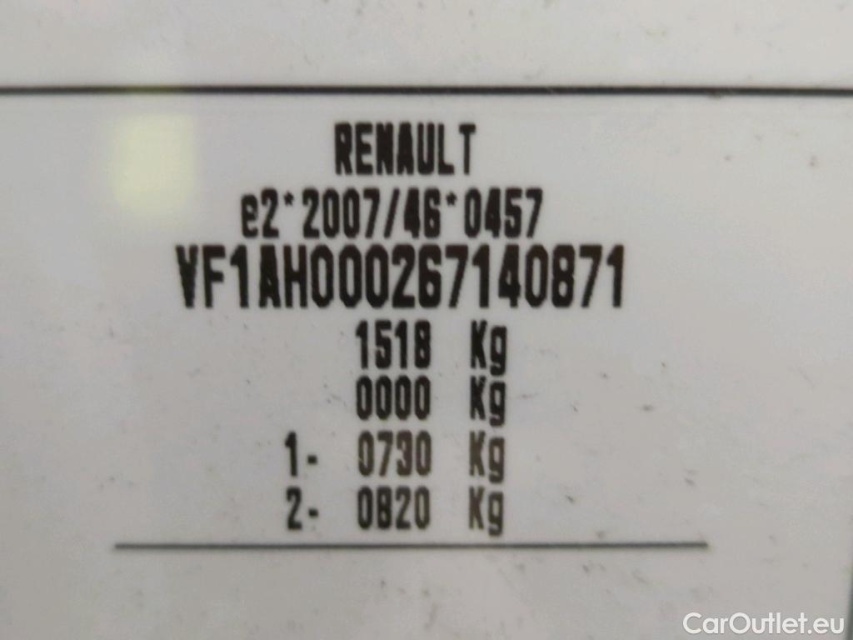 RENAULT
e2*2007/46*0457
VF1AH000267140871
1518 Kg
0000 Kg
1- 0730 Kg
2- 0820 Kg
CarOutlet.eu